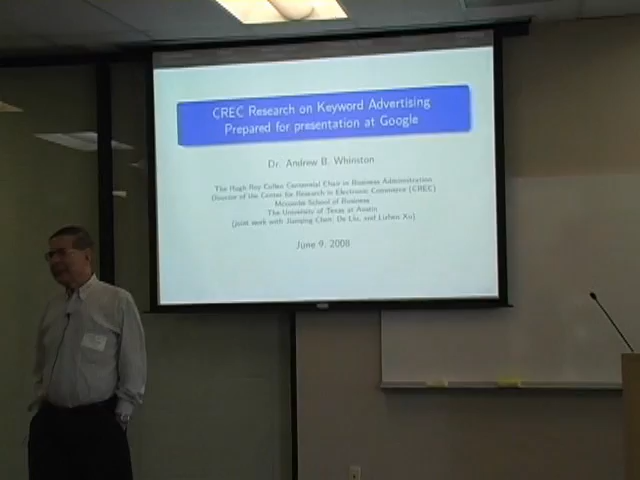 CREC Research on Keyword Advertising
Prepared for presentation at Google
Dr. Andrew B. Whinston
The Hugh Roy Cullen Centennial Chair in Business Administration
Director of the Center for Research in Electronic Commerce (CREC)
McCombs School of Business
The University of Texas at Austin
(joint work with Jianqing Chen, De Liu, and Lizhen Xu)
June 9, 2008